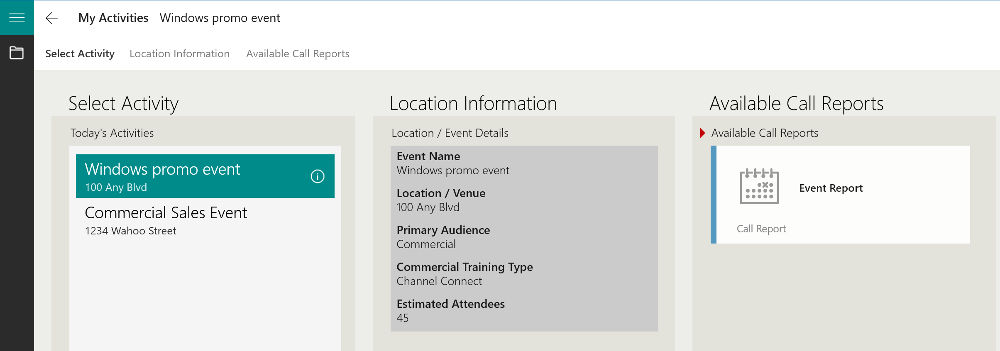 My Activities Windows promo event
Select Activity Location Information Available Call Reports
Select Activity
Today's Activities
Windows promo event
100 Any Blvd
Commercial Sales Event
1234 Wahoo Street
Location Information
Location / Event Details
Event Name
Windows promo event
Location / Venue
100 Any Blvd
Primary Audience
Commercial
Commercial Training Type
Channel Connect
Estimated Attendees
45
Available Call Reports
Available Call Reports
Event Report
Call Report